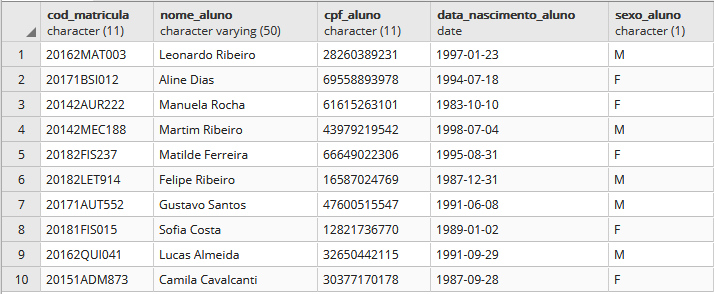 cod_matricula nome_aluno cpf_aluno data_nascimento_aluno sexo_aluno
character (11) character varying (50) character (11) date character (1)
1 20162MAT003 Leonardo Ribeiro 28260389231 1997-01-23 M
2 20171BSI012 Aline Dias 69558893978 1994-07-18 F
3 20142AUR222 Manuela Rocha 61615263101 1983-10-10 F
4 20142MEC188 Martim Ribeiro 43979219542 1998-07-04 M
5 20182FIS237 Matilde Ferreira 66649022306 1995-08-31 F
6 20182LET914 Felipe Ribeiro 16587024769 1987-12-31 M
7 20171AUT552 Gustavo Santos 47600515547 1991-06-08 M
8 20181FIS015 Sofia Costa 12821736770 1989-01-02 F
9 20162QUI041 Lucas Almeida 32650442115 1991-09-29 M
10 20151ADM873 Camila Cavalcanti 30377170178 1987-09-28 F